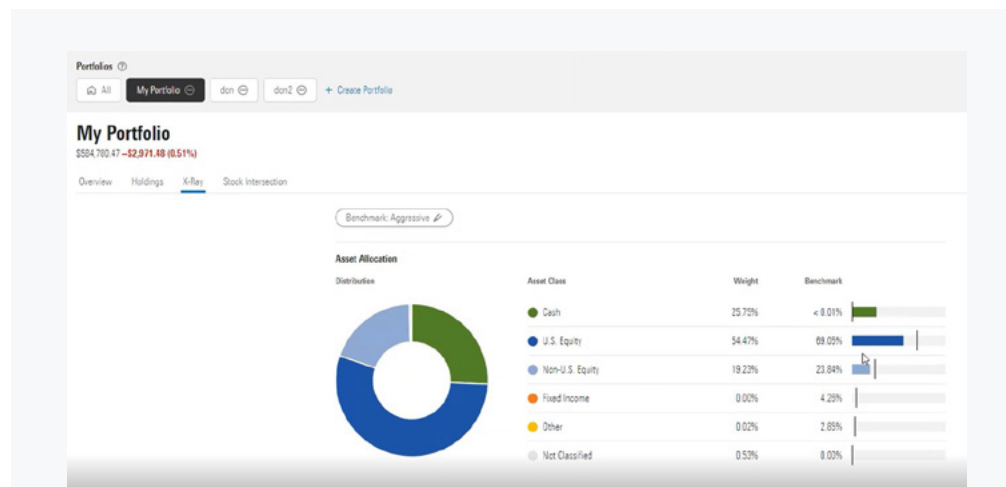 Portfolios
All My Portfolio dcn dcn2 + Create Portfolio
My Portfolio
$584,780.47 –$2,971.48 (0.51%)
Overview Holdings X-Ray Stock Intersection
Benchmark: Aggressive
Asset Allocation
Distribution Asset Class Weight Benchmark
Cash 25.75% < 0.01%
U.S. Equity 54.47% 69.05%
Non-U.S. Equity 19.23% 23.84%
Fixed Income 0.00% 4.26%
Other 0.02% 2.85%
Not Classified 0.53% 0.00%